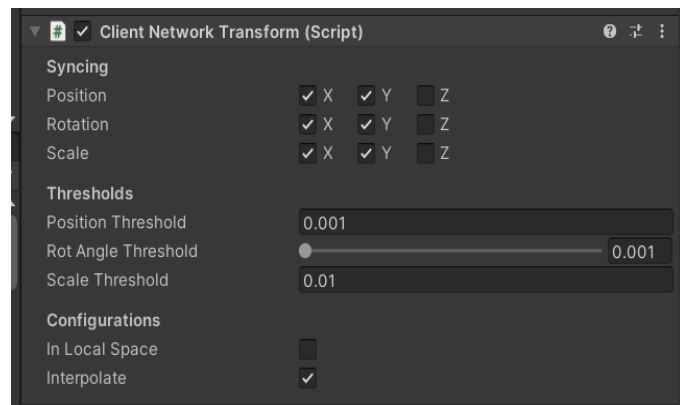 # Client Network Transform (Script)
Syncing
Position X Y Z
Rotation X Y Z
Scale X Y Z
Thresholds
Position Threshold 0.001
Rot Angle Threshold 0.001
Scale Threshold 0.01
Configurations
In Local Space
Interpolate